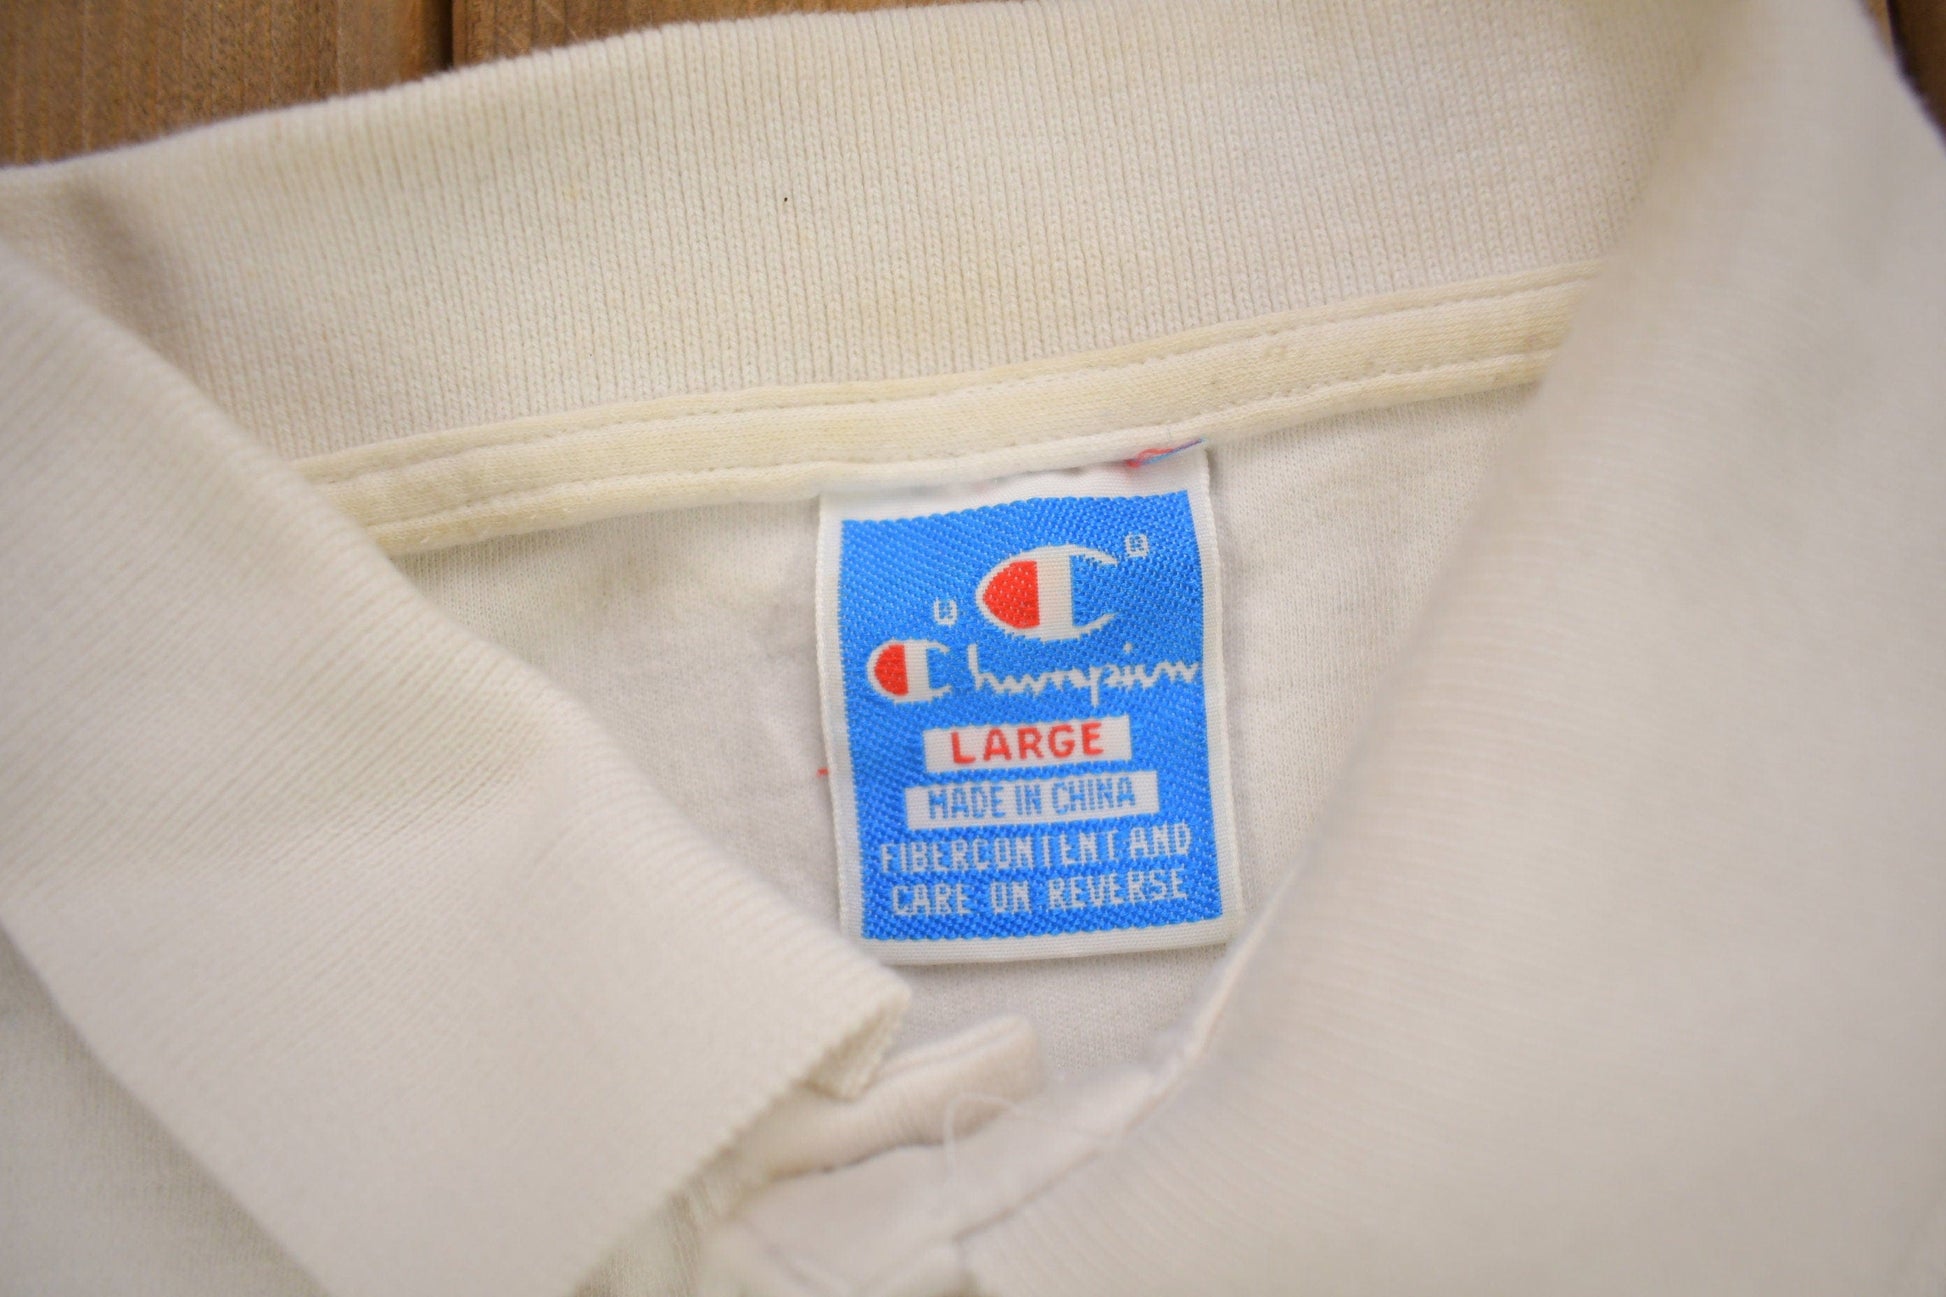 Champion
LARGE
MADE IN CHINA
FIBERCONTENT AND
CARE ON REVERSE